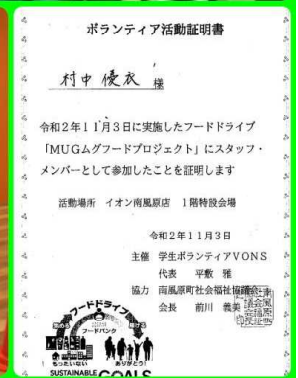 ボランティア活動証明書
村中優衣 様
令和2年11月3日に実施したフードドライブ
「MUGムグフードプロジェクト」にスタッフ・
メンバーとして参加したことを証明します
活動場所 イオン南風原店 1階特設会場
令和2年11月3日
主催 学生ボランティアVONS
代表 平敷 雅
協力 南風原町社会福祉協議会
会長 前川 義美
フードドライブ
集める
届ける
フードバンク
もったいない
ありがとう!
SUSTAINABLE GOALS